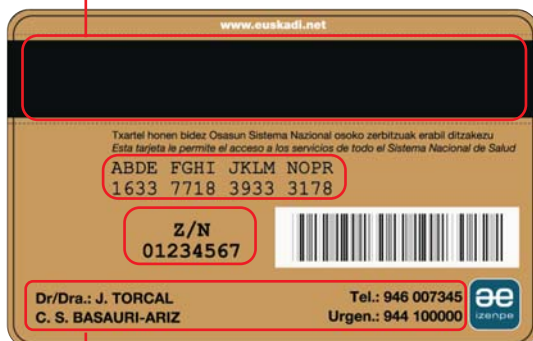 www.euskadi.net
Txartel honen bidez Osasun Sistema Nazional osoko zerbitzuak erabil ditzakezu
Esta tarjeta le permite el acceso a los servicios de todo el Sistema Nacional de Salud
ABDE FGHI JKLM NOPR
1633 7718 3933 3178
Z/N
01234567
Dr/Dra.: J. TORCAL
C. S. BASAURI-ARIZ
Tel.: 946 007345
Urgen.: 944 100000
izenpe